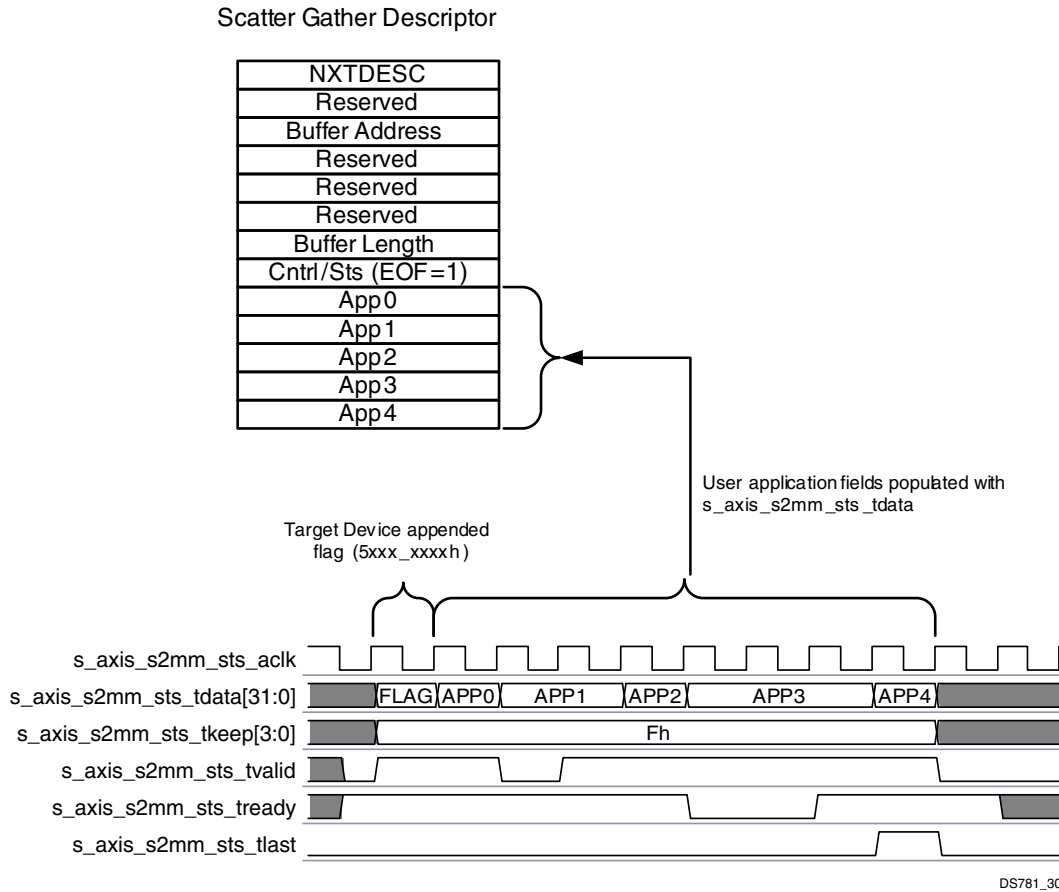 Scatter Gather Descriptor
NXTDESC
Reserved
Buffer Address
Reserved
Reserved
Reserved
Buffer Length
Cntrl/Sts (EOF=1)
App0
App1
App2
App3
App4
User application fields populated with
s_axis_s2mm_sts_tdata
Target Device appended
flag (5xxx_xxxxh)
s_axis_s2mm_sts_aclk
s_axis_s2mm_sts_tdata[31:0] FLAG APP0 APP1 APP2 APP3 APP4
s_axis_s2mm_sts_tkeep[3:0] Fh
s_axis_s2mm_sts_tvalid
s_axis_s2mm_sts_tready
s_axis_s2mm_sts_tlast
DS781_30